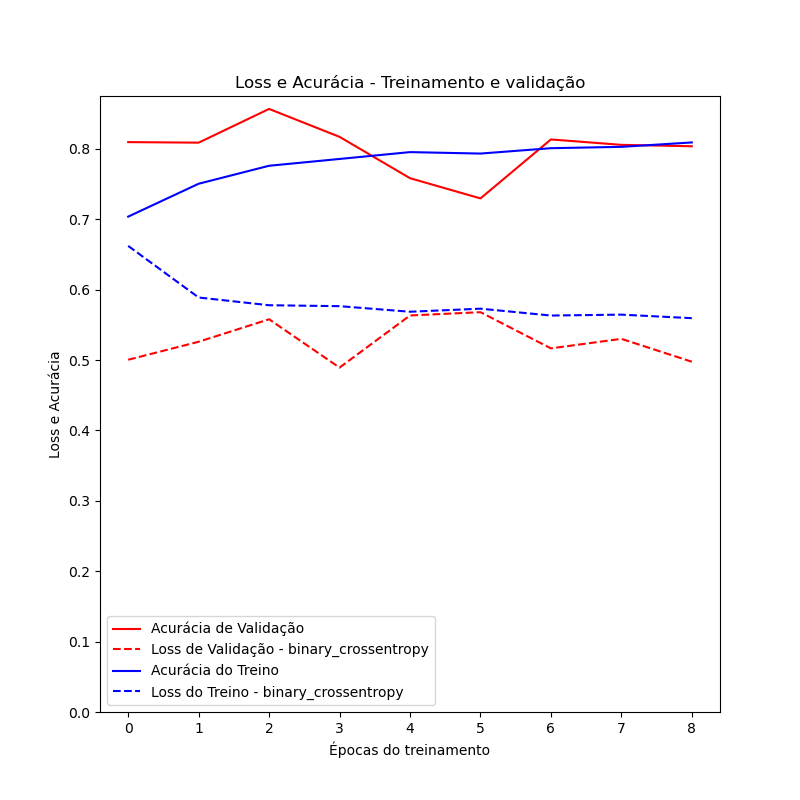 Loss e Acurácia - Treinamento e validação
Loss e Acurácia
0.8
0.7
0.6
0.5
0.4
0.3
0.2
0.1
0.0
Acurácia de Validação
Loss de Validação - binary_crossentropy
Acurácia do Treino
Loss do Treino - binary_crossentropy
0 1 2 3 4 5 6 7 8
Épocas do treinamento